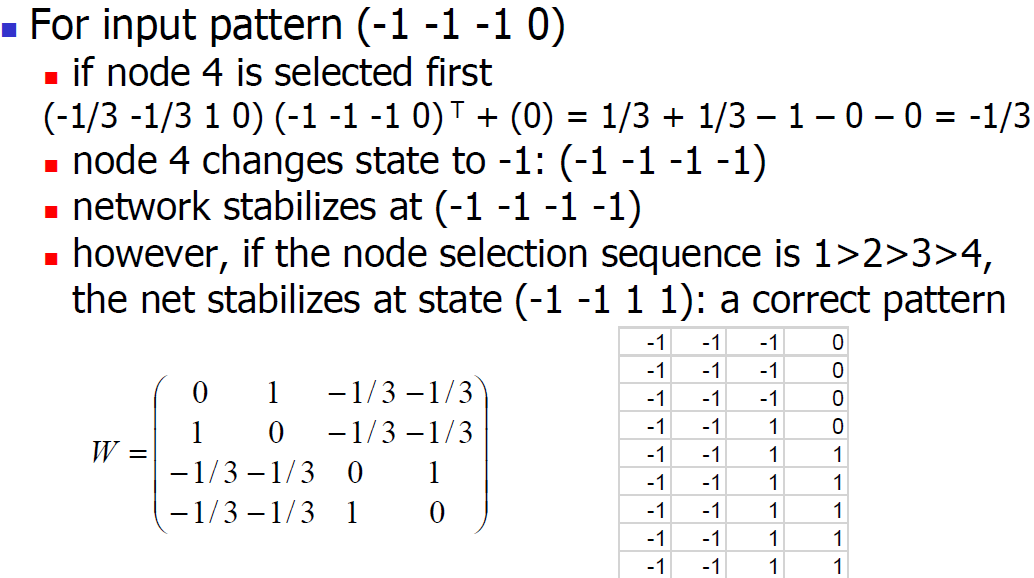 For input pattern (-1 -1 -1 0)
if node 4 is selected first
(-1/3 -1/3 1 0) (-1 -1 -1 0)ᵀ + (0) = 1/3 + 1/3 – 1 – 0 – 0 = -1/3
node 4 changes state to -1: (-1 -1 -1 -1)
network stabilizes at (-1 -1 -1 -1)
however, if the node selection sequence is 1>2>3>4,
the net stabilizes at state (-1 -1 1 1): a correct pattern
W =
0 1 −1/3 −1/3
1 0 −1/3 −1/3
−1/3 −1/3 0 1
−1/3 −1/3 1 0
-1 -1 -1 0
-1 -1 -1 0
-1 -1 -1 0
-1 -1 1 0
-1 -1 1 1
-1 -1 1 1
-1 -1 1 1
-1 -1 1 1
-1 -1 1 1